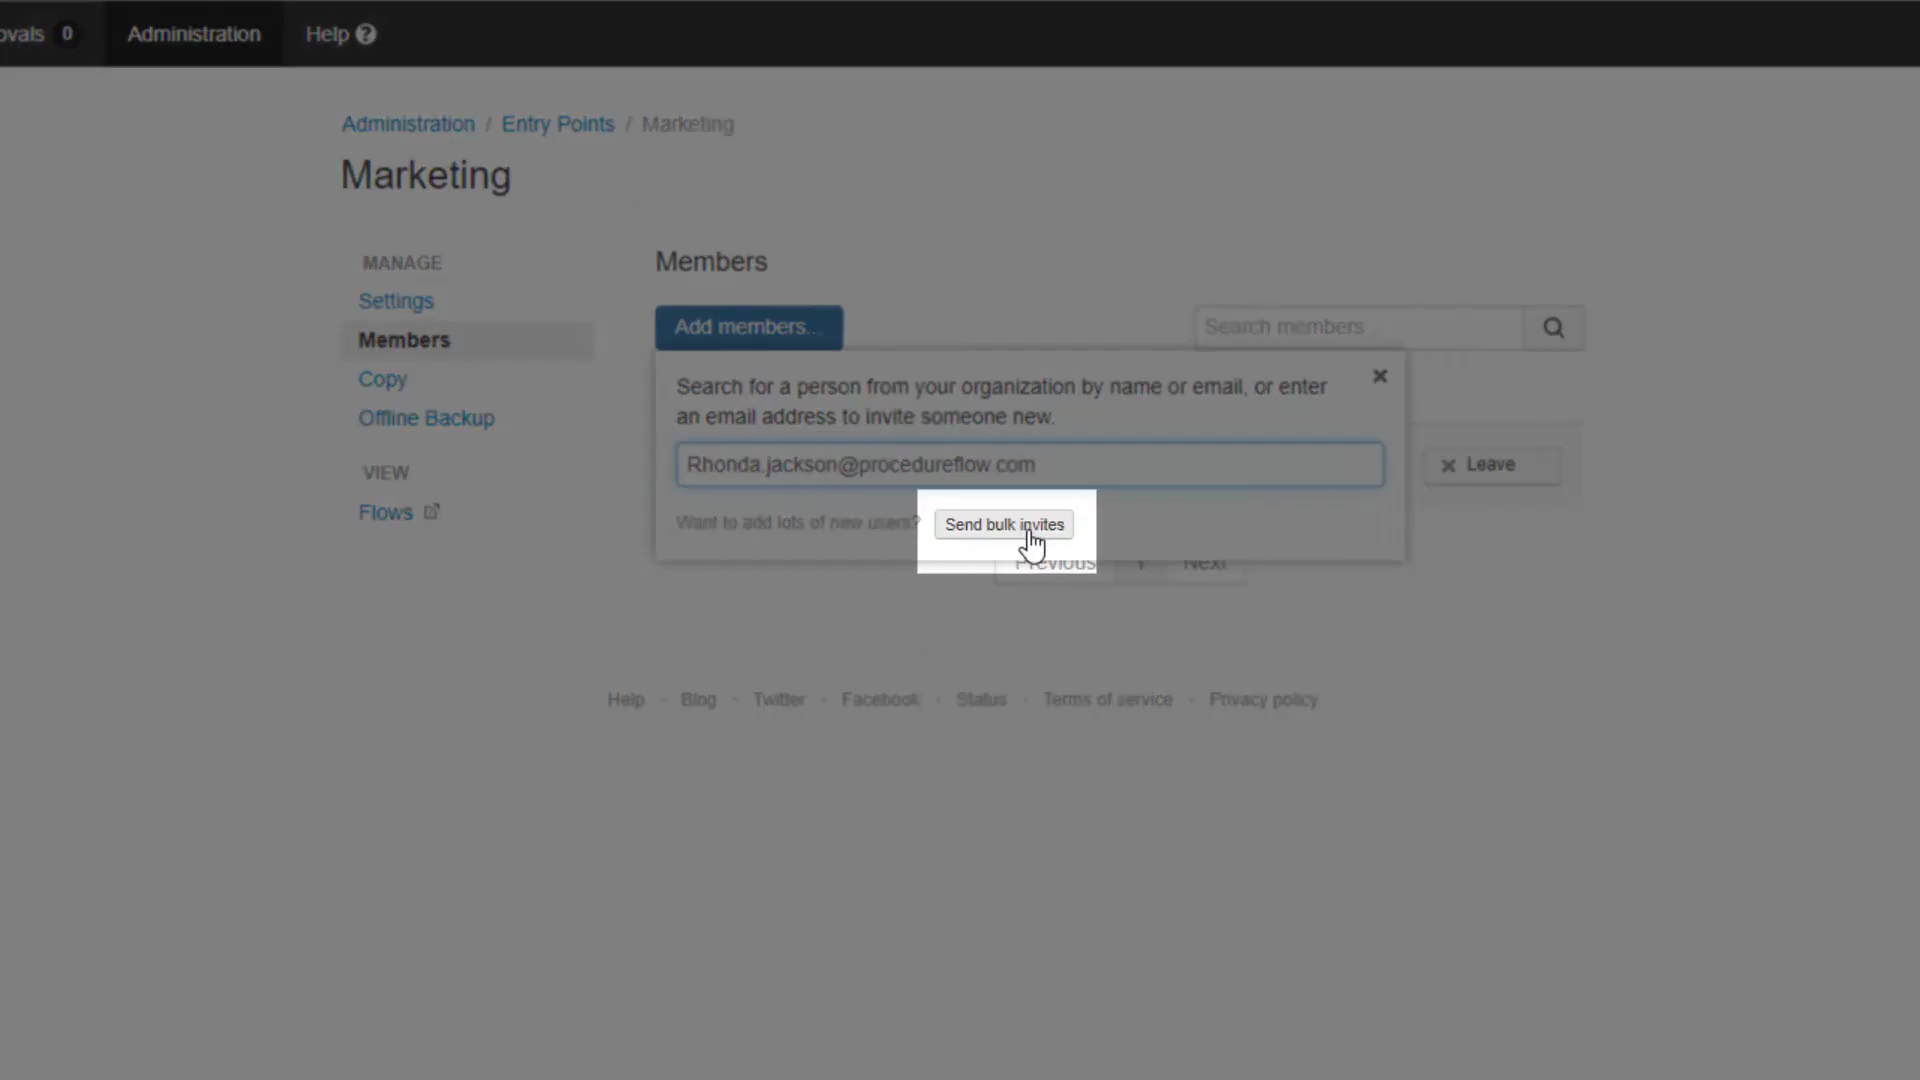 ovals 0 Administration Help ?
Administration / Entry Points / Marketing
Marketing
MANAGE
Settings
Members
Copy
Offline Backup
VIEW
Flows
Members
Add members...
Search members...
Search for a person from your organization by name or email, or enter
an email address to invite someone new.
Rhonda.jackson@procedureflow.com
Leave
Want to add lots of new users? Send bulk invites
Previous 1 Next
Help · Blog · Twitter · Facebook · Status · Terms of service · Privacy policy